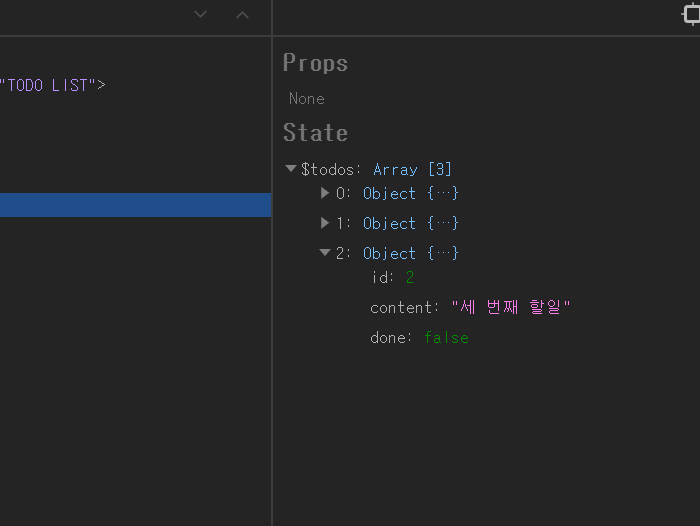 "TODO LIST">
Props
None
State
$todos: Array [3]
0: Object {…}
1: Object {…}
2: Object {…}
id: 2
content: "세 번째 할일"
done: false